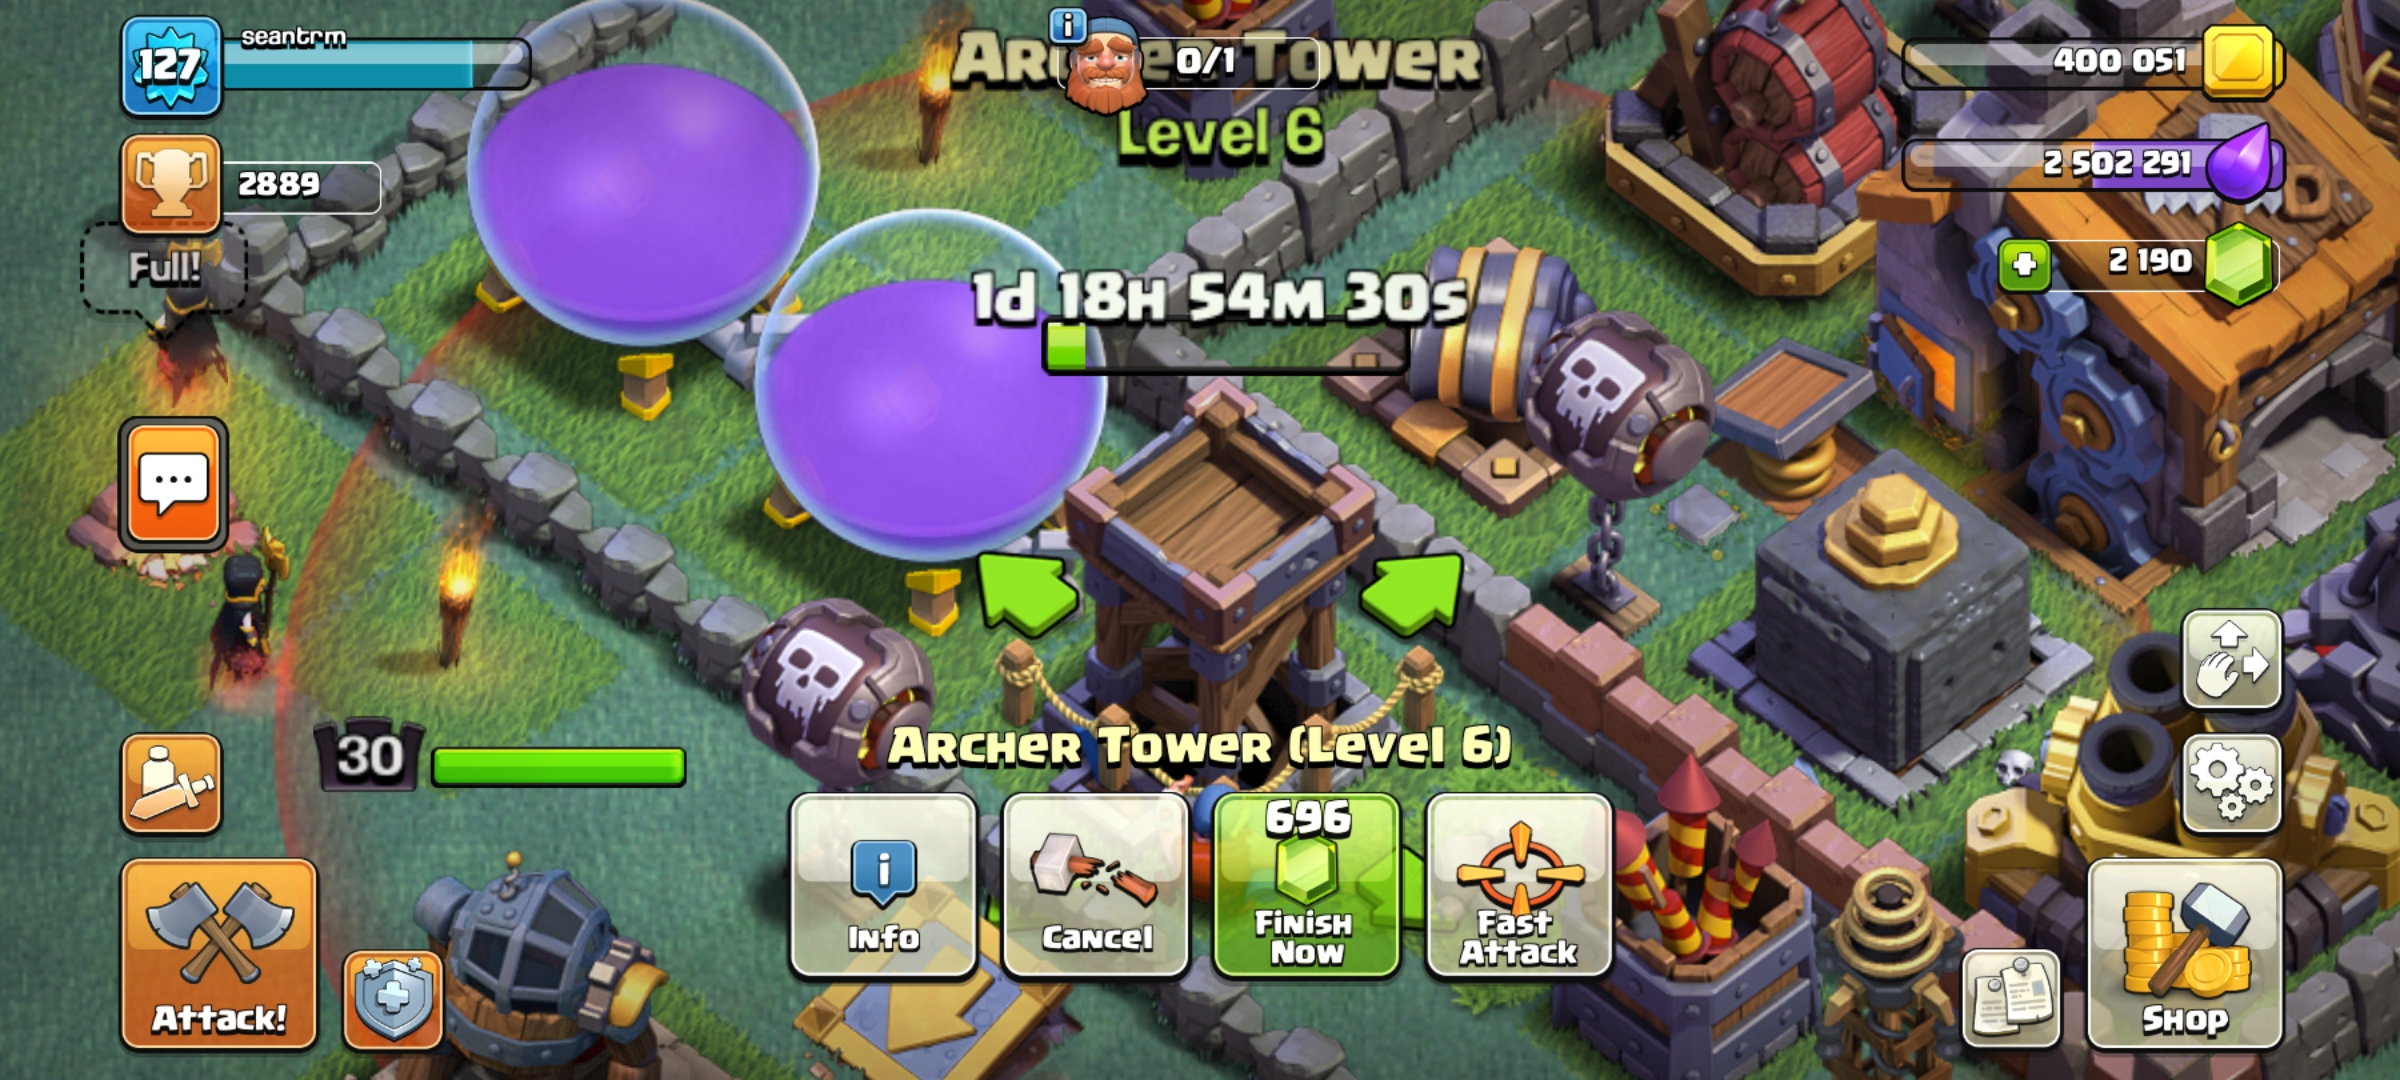 127
seantrm
Archer Tower
0/1
Level 6
400 051
2889
2 502 291
Full!
2 190
1d 18H 54M 30s
30
Archer Tower (Level 6)
696
Info
Cancel
Finish
Now
Fast
Attack
Attack!
Shop